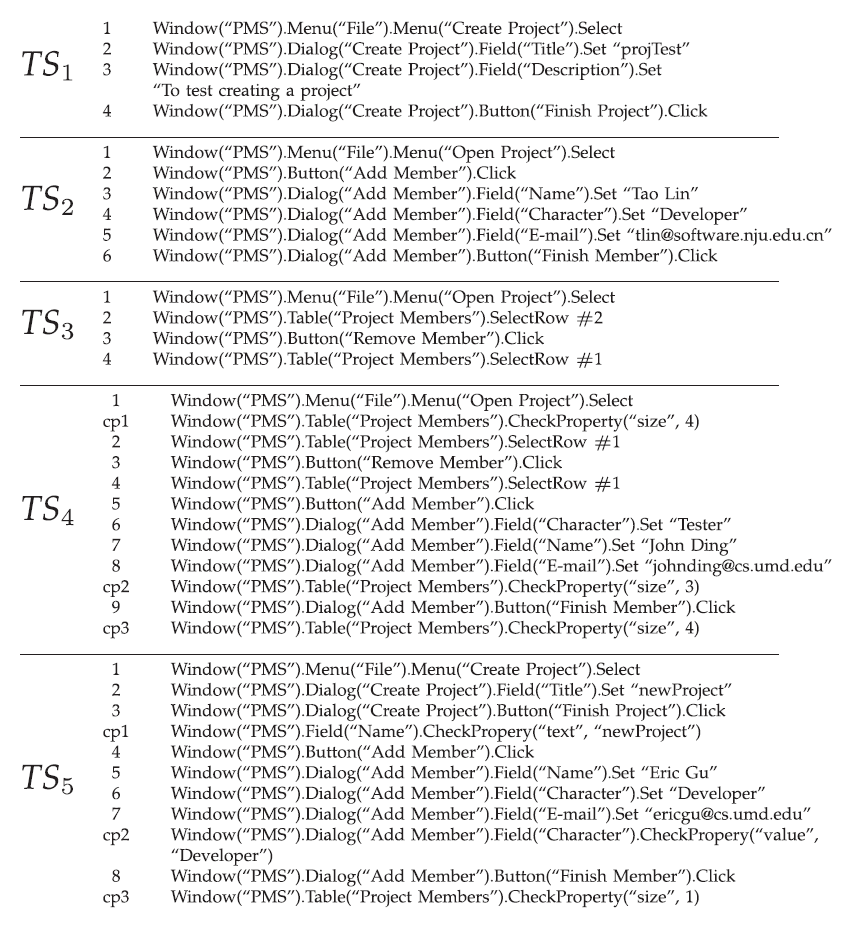 TS1
1 Window(“PMS”).Menu(“File”).Menu(“Create Project”).Select
2 Window(“PMS”).Dialog(“Create Project”).Field(“Title”).Set “projTest”
3 Window(“PMS”).Dialog(“Create Project”).Field(“Description”).Set
“To test creating a project”
4 Window(“PMS”).Dialog(“Create Project”).Button(“Finish Project”).Click
TS2
1 Window(“PMS”).Menu(“File”).Menu(“Open Project”).Select
2 Window(“PMS”).Button(“Add Member”).Click
3 Window(“PMS”).Dialog(“Add Member”).Field(“Name”).Set “Tao Lin”
4 Window(“PMS”).Dialog(“Add Member”).Field(“Character”).Set “Developer”
5 Window(“PMS”).Dialog(“Add Member”).Field(“E-mail”).Set “tlin@software.nju.edu.cn”
6 Window(“PMS”).Dialog(“Add Member”).Button(“Finish Member”).Click
TS3
1 Window(“PMS”).Menu(“File”).Menu(“Open Project”).Select
2 Window(“PMS”).Table(“Project Members”).SelectRow #2
3 Window(“PMS”).Button(“Remove Member”).Click
4 Window(“PMS”).Table(“Project Members”).SelectRow #1
TS4
1 Window(“PMS”).Menu(“File”).Menu(“Open Project”).Select
cp1 Window(“PMS”).Table(“Project Members”).CheckProperty(“size”, 4)
2 Window(“PMS”).Table(“Project Members”).SelectRow #1
3 Window(“PMS”).Button(“Remove Member”).Click
4 Window(“PMS”).Table(“Project Members”).SelectRow #1
5 Window(“PMS”).Button(“Add Member”).Click
6 Window(“PMS”).Dialog(“Add Member”).Field(“Character”).Set “Tester”
7 Window(“PMS”).Dialog(“Add Member”).Field(“Name”).Set “John Ding”
8 Window(“PMS”).Dialog(“Add Member”).Field(“E-mail”).Set “johnding@cs.umd.edu”
cp2 Window(“PMS”).Table(“Project Members”).CheckProperty(“size”, 3)
9 Window(“PMS”).Dialog(“Add Member”).Button(“Finish Member”).Click
cp3 Window(“PMS”).Table(“Project Members”).CheckProperty(“size”, 4)
TS5
1 Window(“PMS”).Menu(“File”).Menu(“Create Project”).Select
2 Window(“PMS”).Dialog(“Create Project”).Field(“Title”).Set “newProject”
3 Window(“PMS”).Dialog(“Create Project”).Button(“Finish Project”).Click
cp1 Window(“PMS”).Field(“Name”).CheckPropery(“text”, “newProject”)
4 Window(“PMS”).Button(“Add Member”).Click
5 Window(“PMS”).Dialog(“Add Member”).Field(“Name”).Set “Eric Gu”
6 Window(“PMS”).Dialog(“Add Member”).Field(“Character”).Set “Developer”
7 Window(“PMS”).Dialog(“Add Member”).Field(“E-mail”).Set “ericgu@cs.umd.edu”
cp2 Window(“PMS”).Dialog(“Add Member”).Field(“Character”).CheckPropery(“value”,
“Developer”)
8 Window(“PMS”).Dialog(“Add Member”).Button(“Finish Member”).Click
cp3 Window(“PMS”).Table(“Project Members”).CheckProperty(“size”, 1)